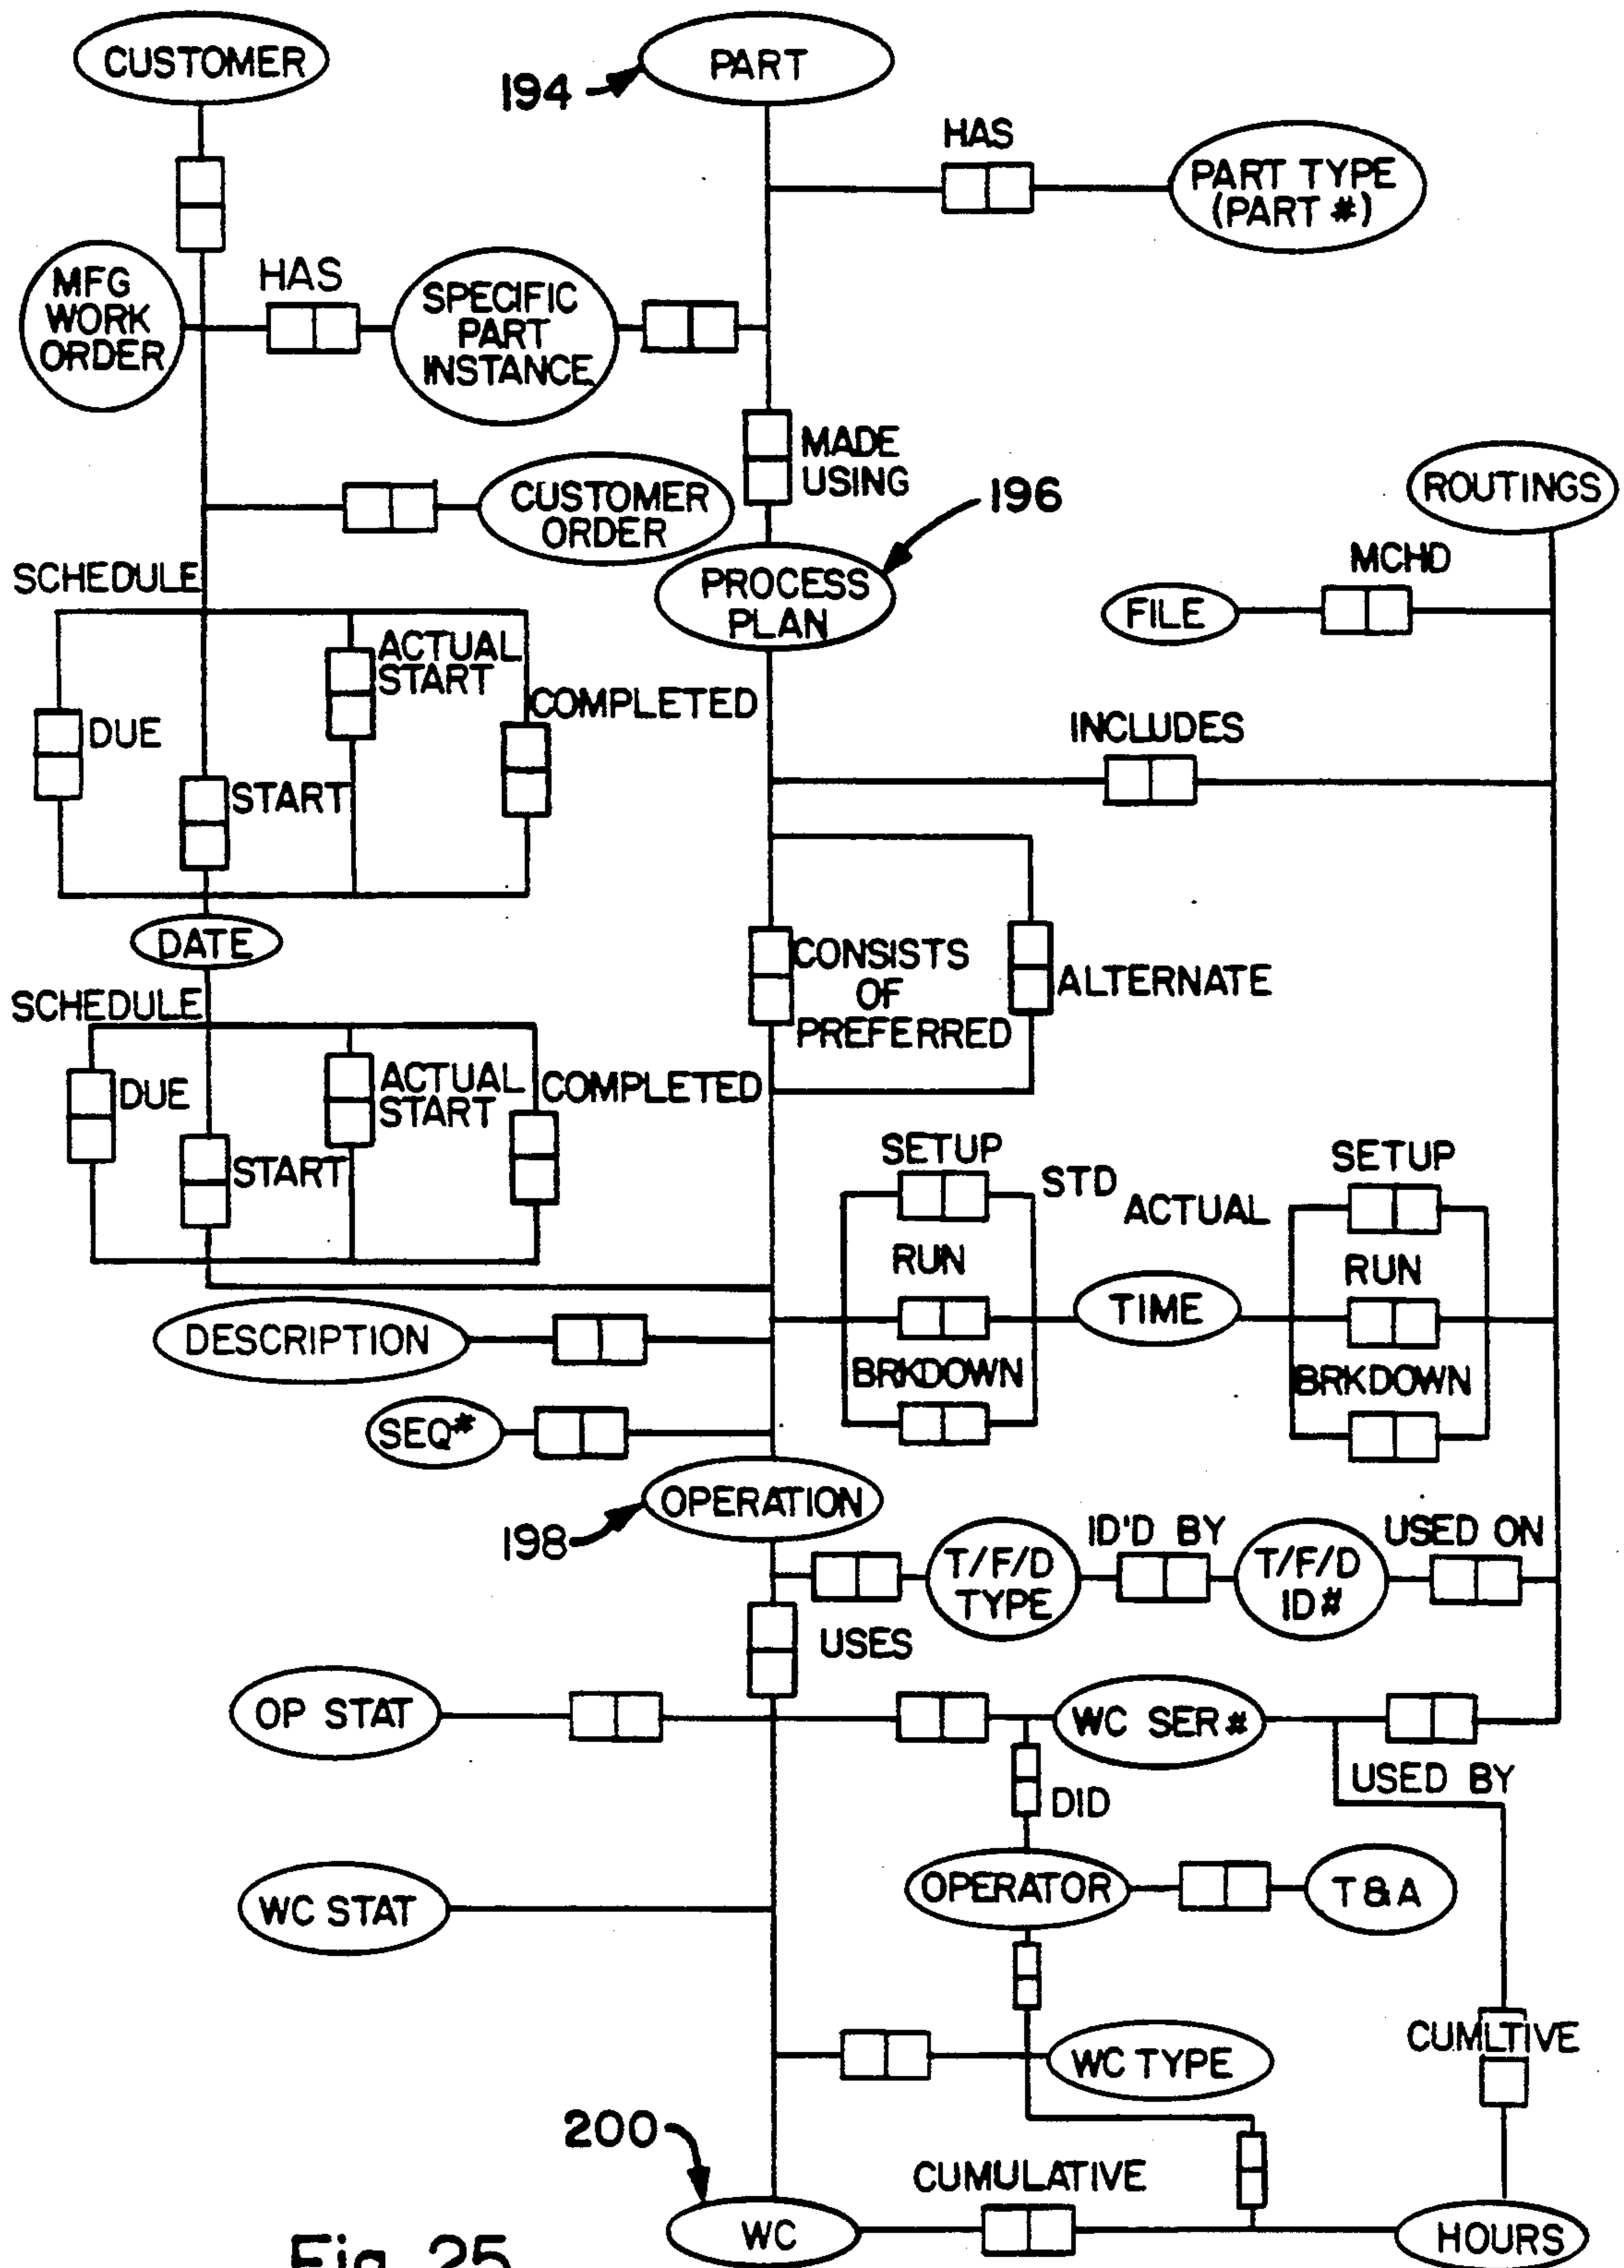 CUSTOMER
PART
194
HAS
PART TYPE
(PART #)
MFG
WORK
ORDER
HAS
SPECIFIC
PART
INSTANCE
MADE
USING
196
ROUTINGS
CUSTOMER
ORDER
MCHD
SCHEDULE
PROCESS
PLAN
FILE
ACTUAL
START
COMPLETED
DUE
INCLUDES
START
DATE
CONSISTS
OF
PREFERRED
ALTERNATE
SCHEDULE
DUE
ACTUAL
START
COMPLETED
START
SETUP
STD
ACTUAL
SETUP
RUN
RUN
TIME
DESCRIPTION
BRKDOWN
BRKDOWN
SEQ#
OPERATION
198
T/F/D
TYPE
ID'D BY
T/F/D
ID#
USED ON
USES
OP STAT
WC SER#
USED BY
DID
WC STAT
OPERATOR
T&A
WC TYPE
CUMLTIVE
200
CUMULATIVE
WC
HOURS
Fig. 25